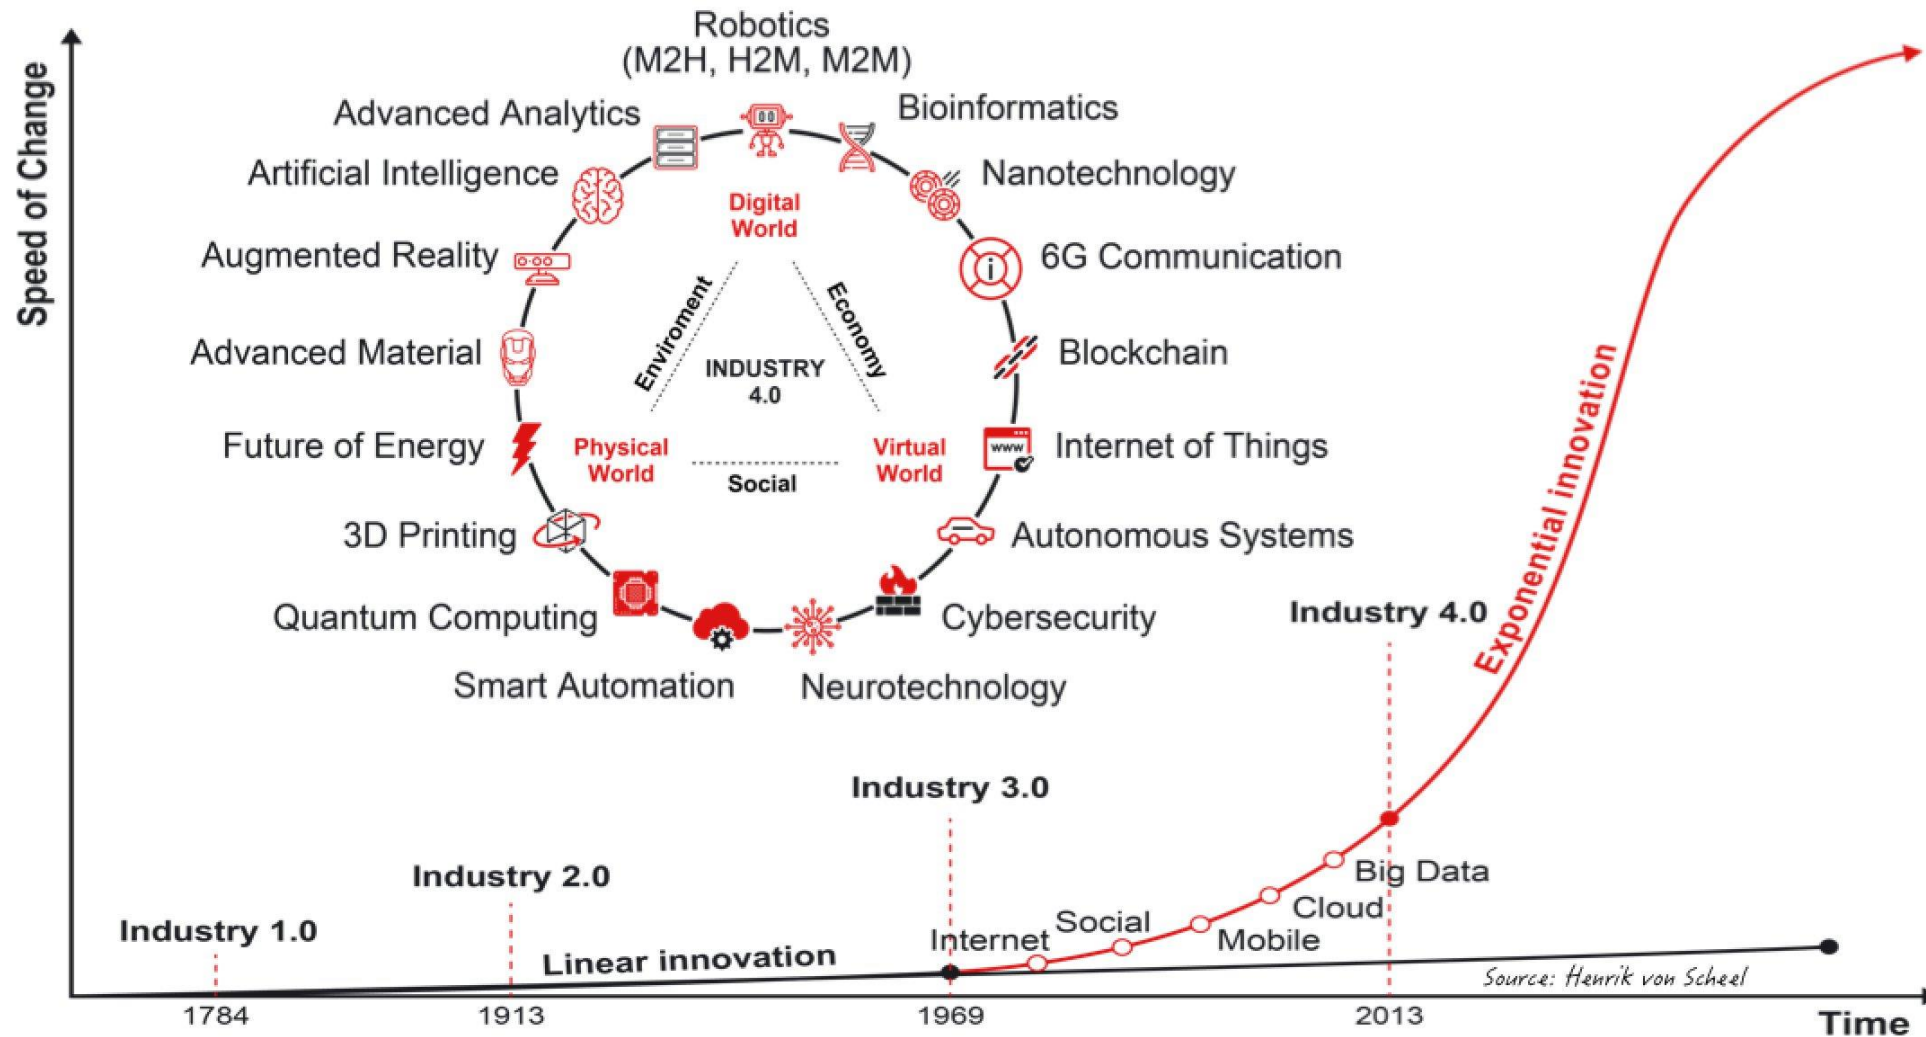 Speed of Change
Robotics
(M2H, H2M, M2M)
Advanced Analytics
Bioinformatics
Artificial Intelligence
Nanotechnology
Augmented Reality
6G Communication
Advanced Material
Blockchain
Future of Energy
Internet of Things
3D Printing
Autonomous Systems
Quantum Computing
Cybersecurity
Smart Automation
Neurotechnology
Digital
World
Enviroment
Economy
INDUSTRY
4.0
Physical
World
Virtual
World
Social
i
www
Exponential innovation
Industry 4.0
Industry 3.0
Industry 2.0
Industry 1.0
Linear innovation
Internet
Social
Mobile
Cloud
Big Data
Source: Henrik von Scheel
1784
1913
1969
2013
Time